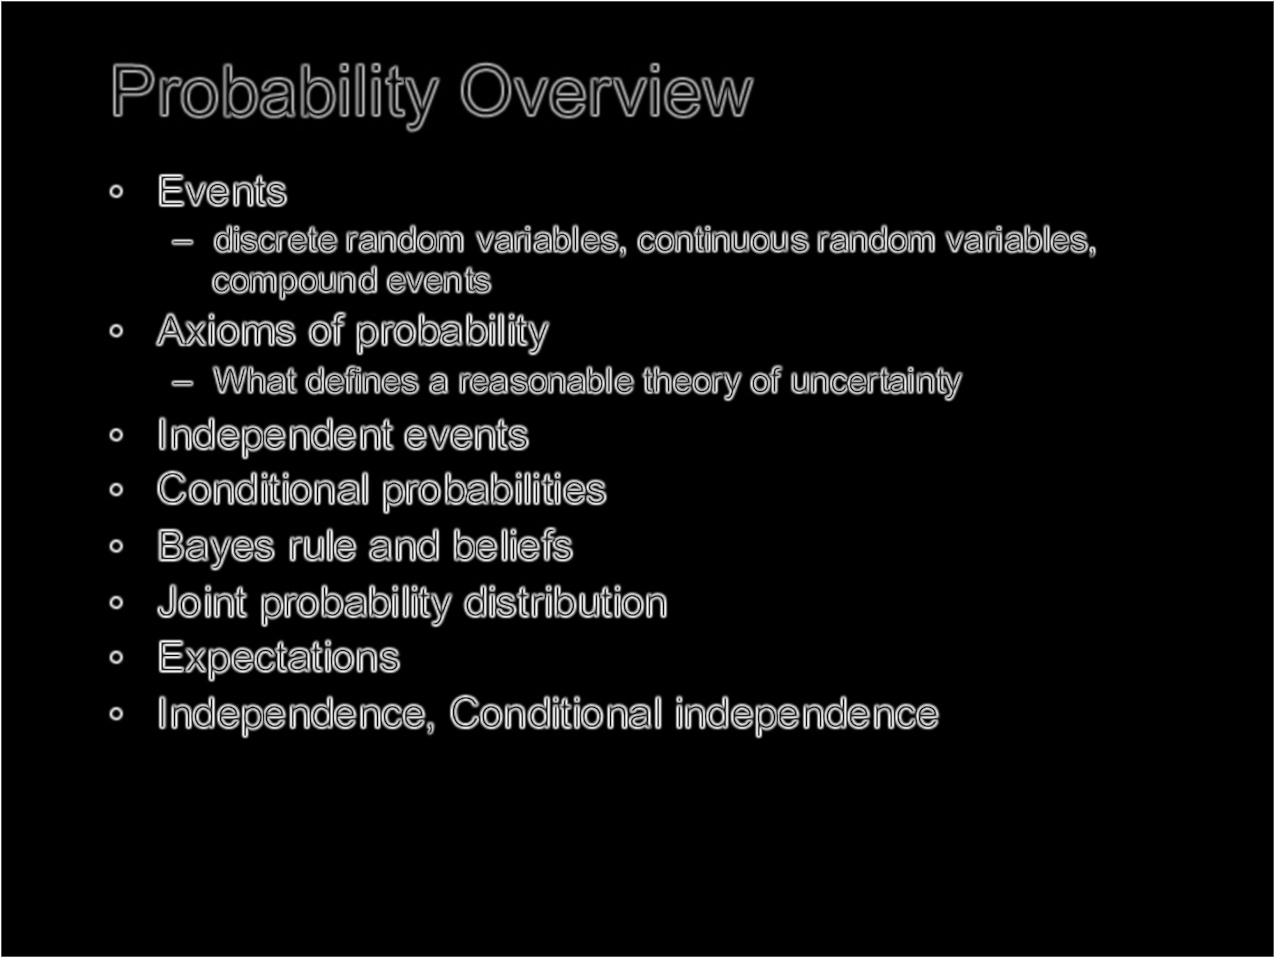 Probability Overview
• Events
– discrete random variables, continuous random variables,
compound events
• Axioms of probability
– What defines a reasonable theory of uncertainty
• Independent events
• Conditional probabilities
• Bayes rule and beliefs
• Joint probability distribution
• Expectations
• Independence, Conditional independence